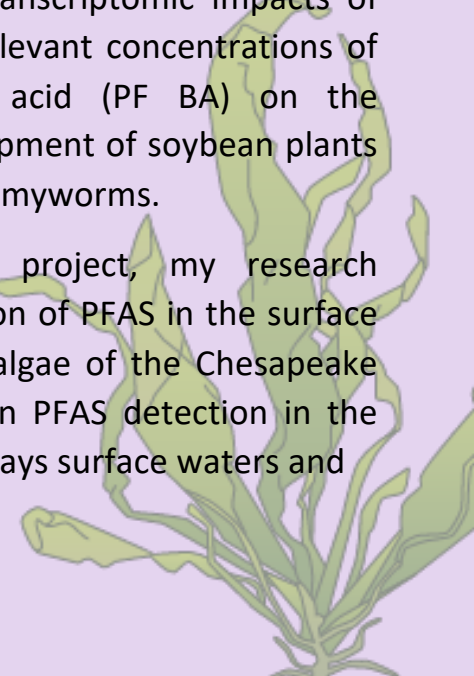 anscriptomic impacts of
levant concentrations of
acid (PF BA) on the
pment of soybean plants
myworms.
project, my research
on of PFAS in the surface
algae of the Chesapeake
n PFAS detection in the
ays surface waters and